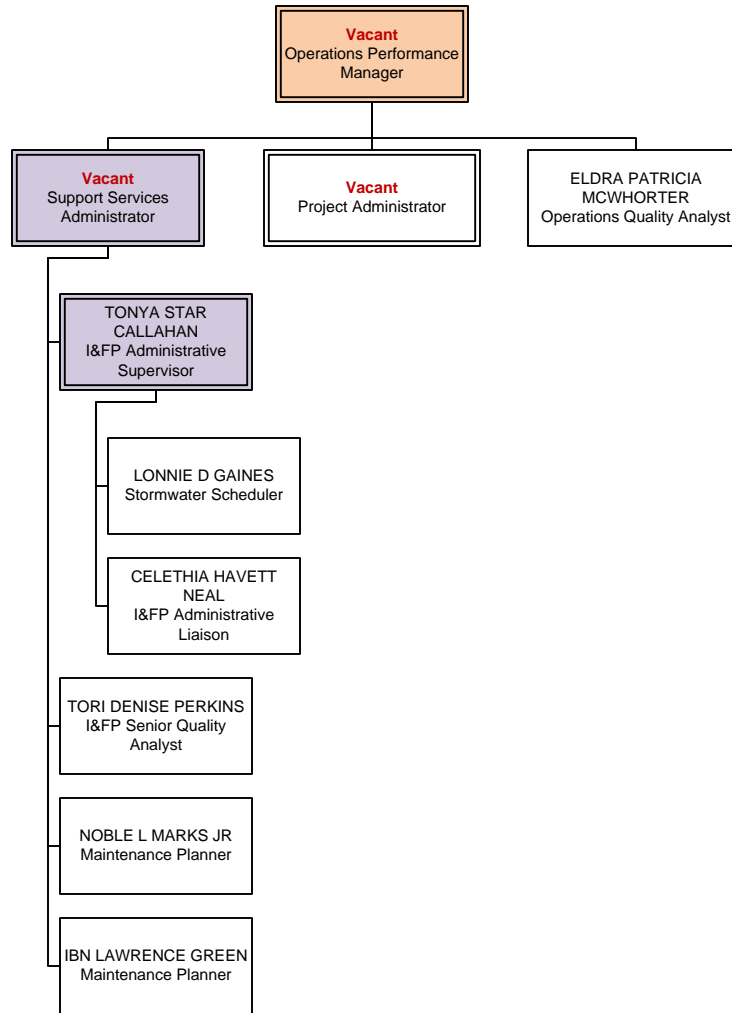 Vacant
Operations Performance
Manager
Vacant
Support Services
Administrator
Vacant
Project Administrator
ELDRA PATRICIA
MCWHORTER
Operations Quality Analyst
TONYA STAR
CALLAHAN
I&FP Administrative
Supervisor
LONNIE D GAINES
Stormwater Scheduler
CELETHIA HAVETT
NEAL
I&FP Administrative
Liaison
TORI DENISE PERKINS
I&FP Senior Quality
Analyst
NOBLE L MARKS JR
Maintenance Planner
IBN LAWRENCE GREEN
Maintenance Planner